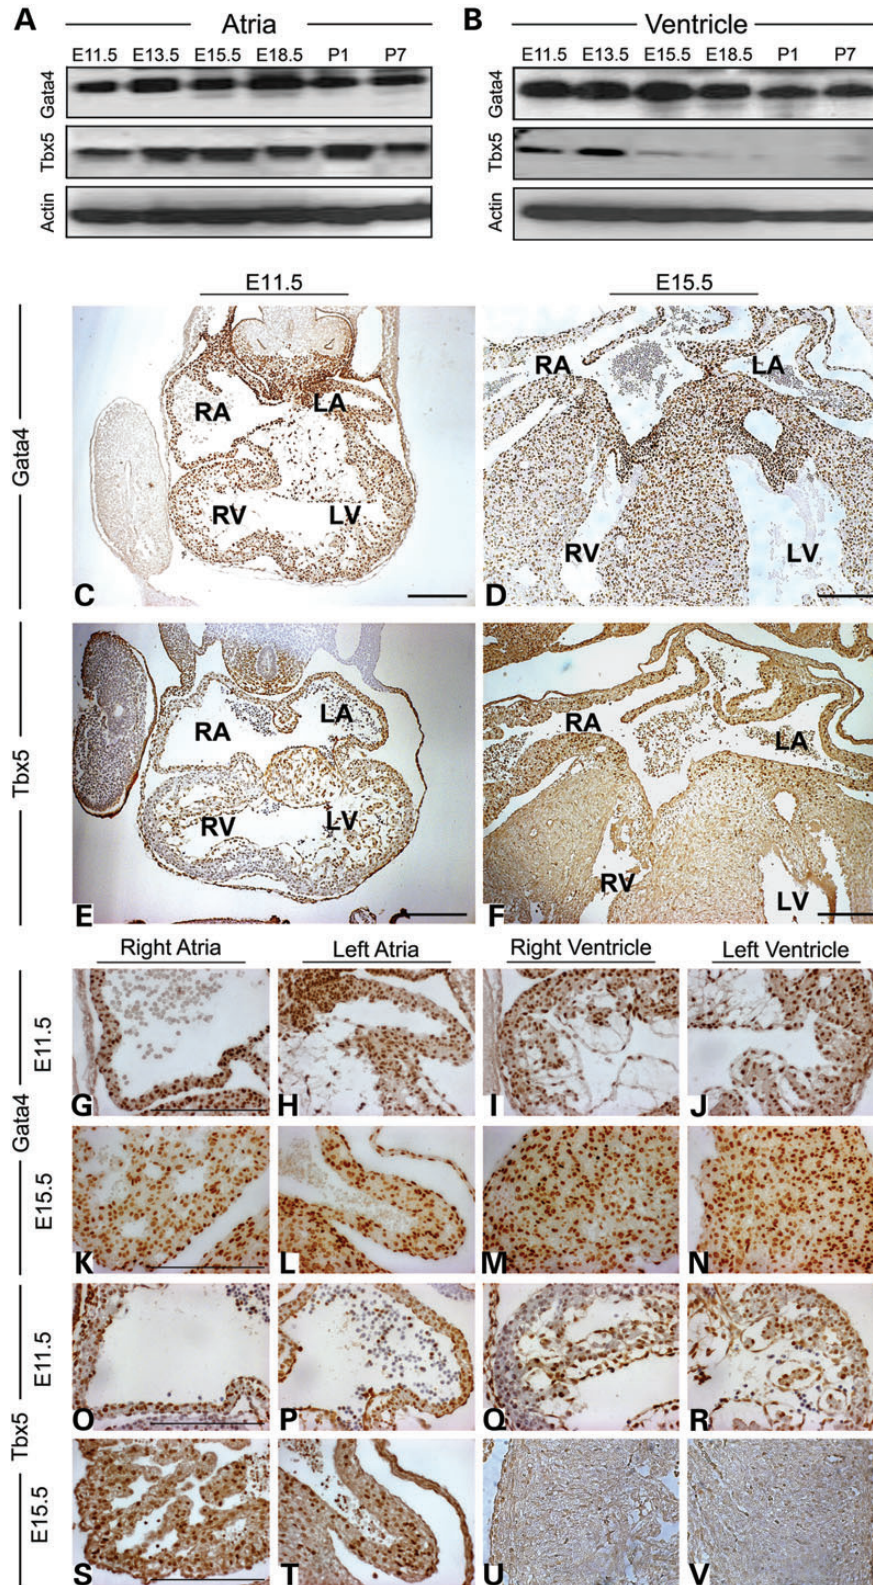 A Atria B Ventricle
E11.5 E13.5 E15.5 E18.5 P1 P7 E11.5 E13.5 E15.5 E18.5 P1 P7
Gata4 Gata4
Tbx5 Tbx5
Actin Actin
E11.5 E15.5
Gata4
RA LA RA LA
RV LV RV LV
C D
Tbx5
RA LA RA LA
RV LV RV LV
E F
Right Atria Left Atria Right Ventricle Left Ventricle
Gata4
E11.5
G H I J
E15.5
K L M N
Tbx5
E11.5
O P Q R
E15.5
S T U V